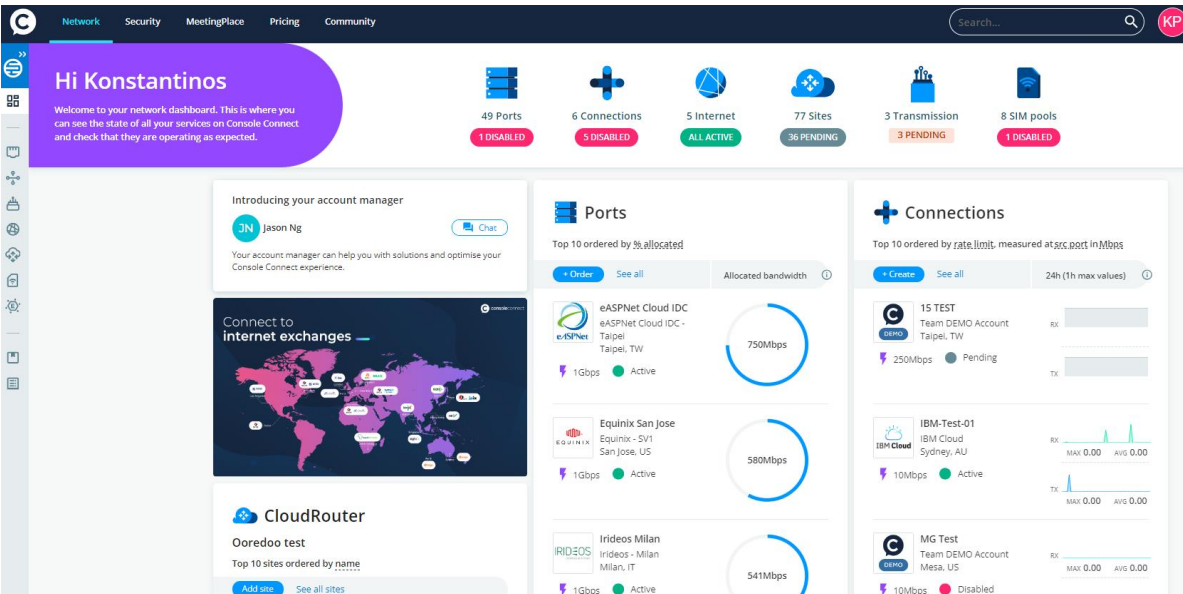 Network Security MeetingPlace Pricing Community
Search...
KP
Hi Konstantinos
Welcome to your network dashboard. This is where you
can see the state of all your services on Console Connect
and check that they are operating as expected.
49 Ports
1 DISABLED
6 Connections
5 DISABLED
5 Internet
ALL ACTIVE
77 Sites
36 PENDING
3 Transmission
3 PENDING
8 SIM pools
1 DISABLED
Introducing your account manager
JN
Jason Ng
Chat
Your account manager can help you with solutions and optimise your
Console Connect experience.
consoleconnect
Connect to
internet exchanges
CloudRouter
Ooredoo test
Top 10 sites ordered by name
Add site
See all sites
Ports
Top 10 ordered by % allocated
+ Order
See all
Allocated bandwidth
eASPNet
eASPNet Cloud IDC
eASPNet Cloud IDC -
Taipei
Taipei, TW
1Gbps
Active
750Mbps
EQUINIX
Equinix San Jose
Equinix - SV1
San Jose, US
1Gbps
Active
580Mbps
IRIDEOS
Irideos Milan
Irideos - Milan
Milan, IT
1Gbps
Active
541Mbps
Connections
Top 10 ordered by rate limit, measured at src port in Mbps
+ Create
See all
24h (1h max values)
DEMO
15 TEST
Team DEMO Account
Taipei, TW
250Mbps
Pending
RX
TX
IBM Cloud
IBM-Test-01
IBM Cloud
Sydney, AU
10Mbps
Active
RX
MAX 0.00 AVG 0.00
TX
MAX 0.00 AVG 0.00
DEMO
MG Test
Team DEMO Account
Mesa, US
10Mbps
Disabled
RX
MAX 0.00 AVG 0.00